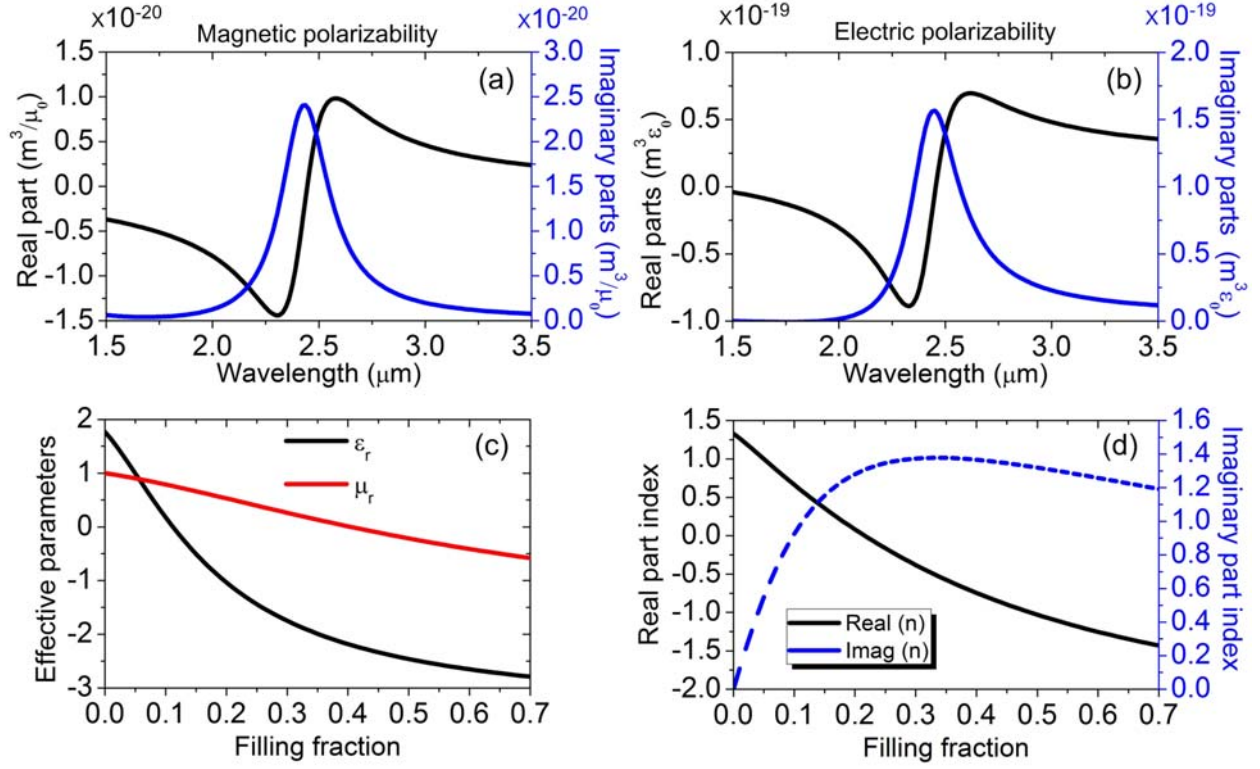 x10⁻²⁰ x10⁻²⁰
Magnetic polarizability
(a)
1.5
1.0
0.5
0.0
-0.5
-1.0
-1.5
Real part (m³/μ₀)
3.0
2.5
2.0
1.5
1.0
0.5
0.0
Imaginary parts (m³/μ₀)
1.5 2.0 2.5 3.0 3.5
Wavelength (μm)
x10⁻¹⁹ x10⁻¹⁹
Electric polarizability
(b)
1.0
0.5
0.0
-0.5
-1.0
Real parts (m³ε₀)
2.0
1.5
1.0
0.5
0.0
Imaginary parts (m³ε₀)
1.5 2.0 2.5 3.0 3.5
Wavelength (μm)
(c)
εᵣ
μᵣ
2
1
0
-1
-2
-3
Effective parameters
0.0 0.1 0.2 0.3 0.4 0.5 0.6 0.7
Filling fraction
(d)
1.5
1.0
0.5
0.0
-0.5
-1.0
-1.5
-2.0
Real part index
Real (n)
Imag (n)
1.6
1.4
1.2
1.0
0.8
0.6
0.4
0.2
0.0
Imaginary part index
0.0 0.1 0.2 0.3 0.4 0.5 0.6 0.7
Filling fraction